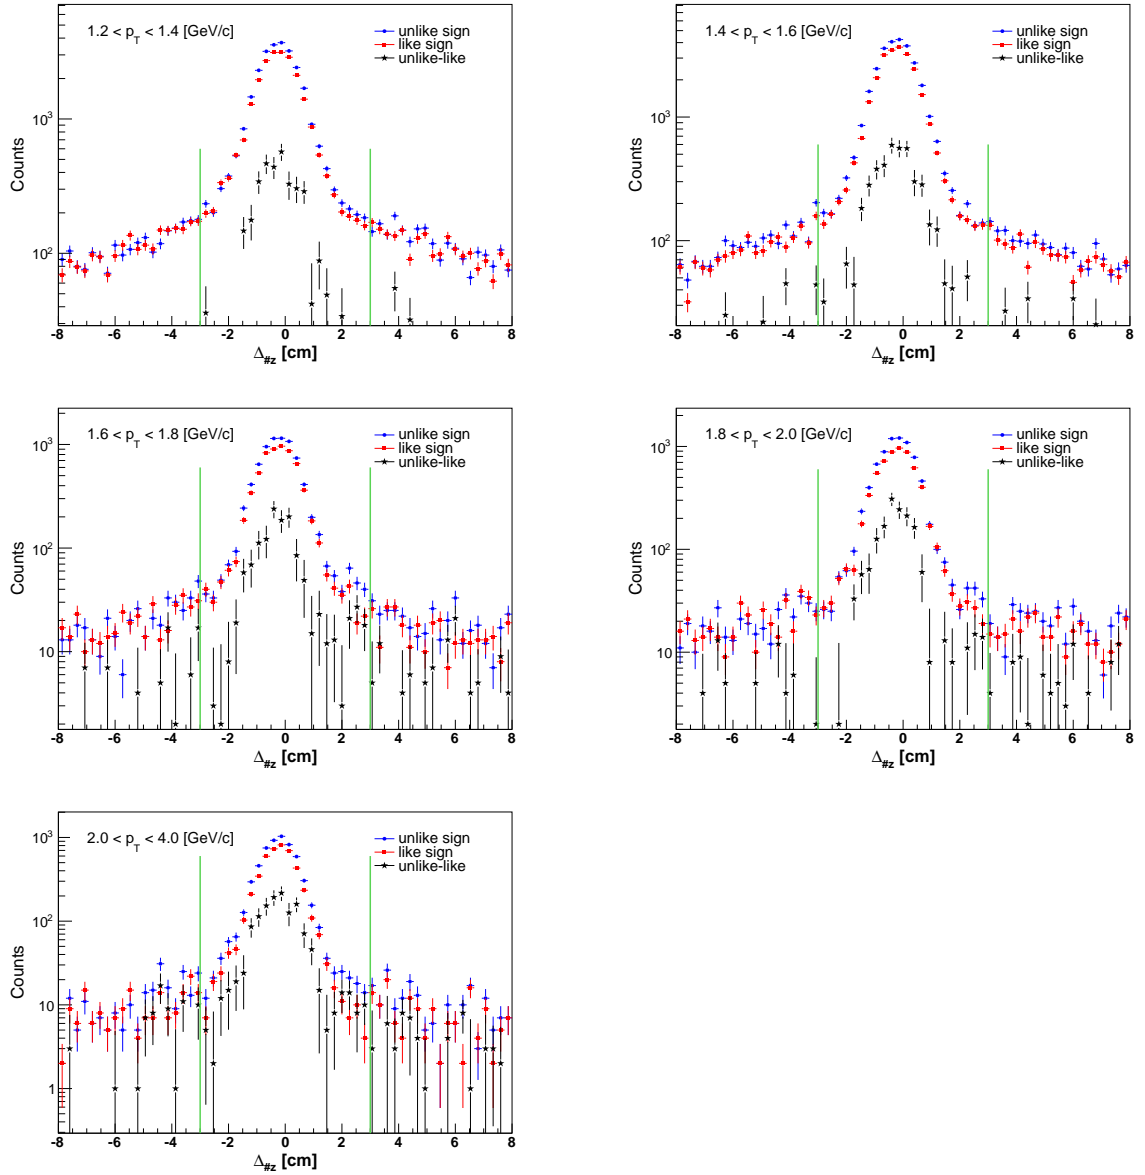 1.2 < p_T < 1.4 [GeV/c]
unlike sign
like sign
unlike-like
Counts
10^3
10^2
-8 -6 -4 -2 0 2 4 6 8
Δ_#z [cm]
1.4 < p_T < 1.6 [GeV/c]
unlike sign
like sign
unlike-like
Counts
10^3
10^2
-8 -6 -4 -2 0 2 4 6 8
Δ_#z [cm]
1.6 < p_T < 1.8 [GeV/c]
unlike sign
like sign
unlike-like
Counts
10^3
10^2
10
-8 -6 -4 -2 0 2 4 6 8
Δ_#z [cm]
1.8 < p_T < 2.0 [GeV/c]
unlike sign
like sign
unlike-like
Counts
10^3
10^2
10
-8 -6 -4 -2 0 2 4 6 8
Δ_#z [cm]
2.0 < p_T < 4.0 [GeV/c]
unlike sign
like sign
unlike-like
Counts
10^3
10^2
10
1
-8 -6 -4 -2 0 2 4 6 8
Δ_#z [cm]